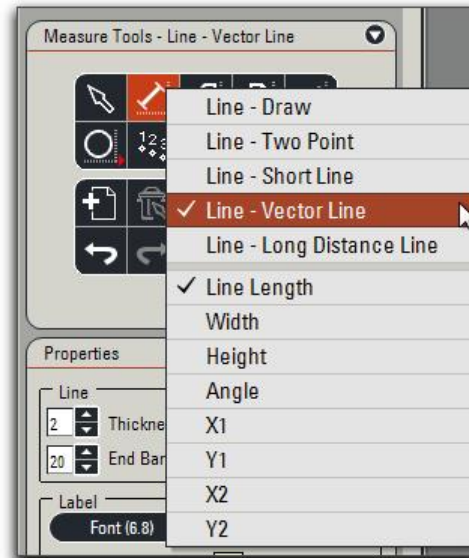 Measure Tools - Line - Vector Line
Line - Draw
Line - Two Point
Line - Short Line
Line - Vector Line
Line - Long Distance Line
Line Length
Width
Height
Angle
X1
Y1
X2
Y2
123
Properties
Line
2 Thickne
20 End Bar
Label
Font (6.8)